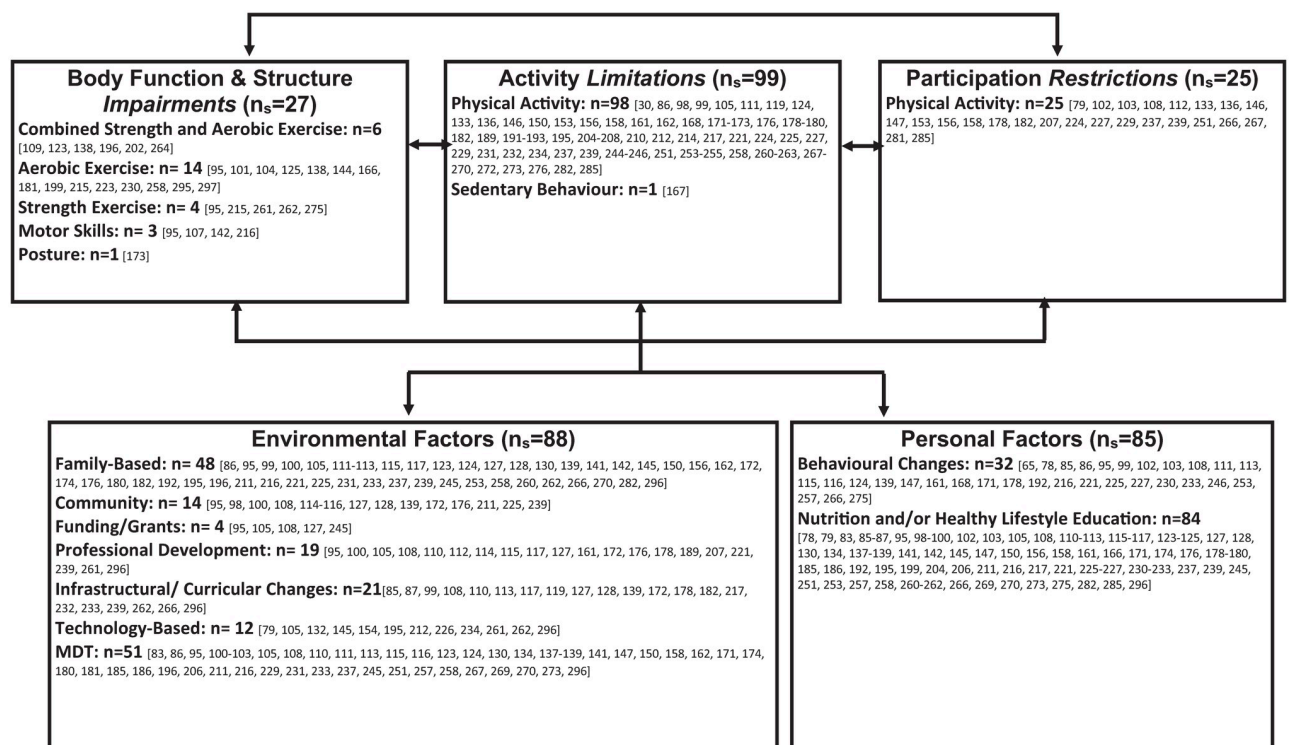 Body Function & Structure
Impairments (ns=27)
Combined Strength and Aerobic Exercise: n=6
[109, 123, 138, 196, 202, 264]
Aerobic Exercise: n= 14 [95, 101, 104, 125, 138, 144, 166,
181, 199, 215, 223, 230, 258, 295, 297]
Strength Exercise: n= 4 [95, 215, 261, 262, 275]
Motor Skills: n= 3 [95, 107, 142, 216]
Posture: n=1 [173]
Activity Limitations (ns=99)
Physical Activity: n=98 [30, 86, 98, 99, 105, 111, 119, 124,
133, 136, 146, 150, 153, 156, 158, 161, 162, 168, 171-173, 176, 178-180,
182, 189, 191-193, 195, 204-208, 210, 212, 214, 217, 221, 224, 225, 227,
229, 231, 232, 234, 237, 239, 244-246, 251, 253-255, 258, 260-263, 267-
270, 272, 273, 276, 282, 285]
Sedentary Behaviour: n=1 [167]
Participation Restrictions (ns=25)
Physical Activity: n=25 [79, 102, 103, 108, 112, 133, 136, 146,
147, 153, 156, 158, 178, 182, 207, 224, 227, 229, 237, 239, 251, 266, 267,
281, 285]
Environmental Factors (ns=88)
Family-Based: n= 48 [86, 95, 99, 100, 105, 111-113, 115, 117, 123, 124, 127, 128, 130, 139, 141, 142, 145, 150, 156, 162, 172,
174, 176, 180, 182, 192, 195, 196, 211, 216, 221, 225, 231, 233, 237, 239, 245, 253, 258, 260, 262, 266, 270, 282, 296]
Community: n= 14 [95, 98, 100, 108, 114-116, 127, 128, 139, 172, 176, 211, 225, 239]
Funding/Grants: n= 4 [95, 105, 108, 127, 245]
Professional Development: n= 19 [95, 100, 105, 108, 110, 112, 114, 115, 117, 127, 161, 172, 176, 178, 189, 207, 221,
239, 261, 296]
Infrastructural/ Curricular Changes: n=21[85, 87, 99, 108, 110, 113, 117, 119, 127, 128, 139, 172, 178, 182, 217,
232, 233, 239, 262, 266, 296]
Technology-Based: n= 12 [79, 105, 132, 145, 154, 195, 212, 226, 234, 261, 262, 296]
MDT: n=51 [83, 86, 95, 100-103, 105, 108, 110, 111, 113, 115, 116, 123, 124, 130, 134, 137-139, 141, 147, 150, 158, 162, 171, 174,
180, 181, 185, 186, 196, 206, 211, 216, 229, 231, 233, 237, 245, 251, 257, 258, 267, 269, 270, 273, 296]
Personal Factors (ns=85)
Behavioural Changes: n=32 [65, 78, 85, 86, 95, 99, 102, 103, 108, 111, 113,
115, 116, 124, 139, 147, 161, 168, 171, 178, 192, 216, 221, 225, 227, 230, 233, 246, 253,
257, 266, 275]
Nutrition and/or Healthy Lifestyle Education: n=84
[78, 79, 83, 85-87, 95, 98-100, 102, 103, 105, 108, 110-113, 115-117, 123-125, 127, 128,
130, 134, 137-139, 141, 142, 145, 147, 150, 156, 158, 161, 166, 171, 174, 176, 178-180,
185, 186, 192, 195, 199, 204, 206, 211, 216, 217, 221, 225-227, 230-233, 237, 239, 245,
251, 253, 257, 258, 260-262, 266, 269, 270, 273, 275, 282, 285, 296]